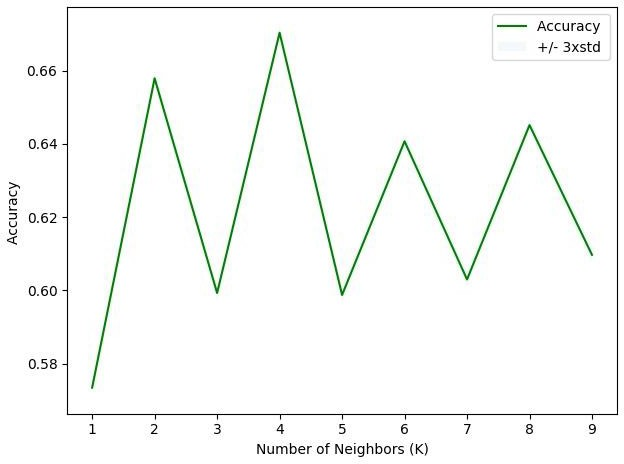 Accuracy
+/- 3xstd
0.66
0.64
0.62
0.60
0.58
Accuracy
1 2 3 4 5 6 7 8 9
Number of Neighbors (K)